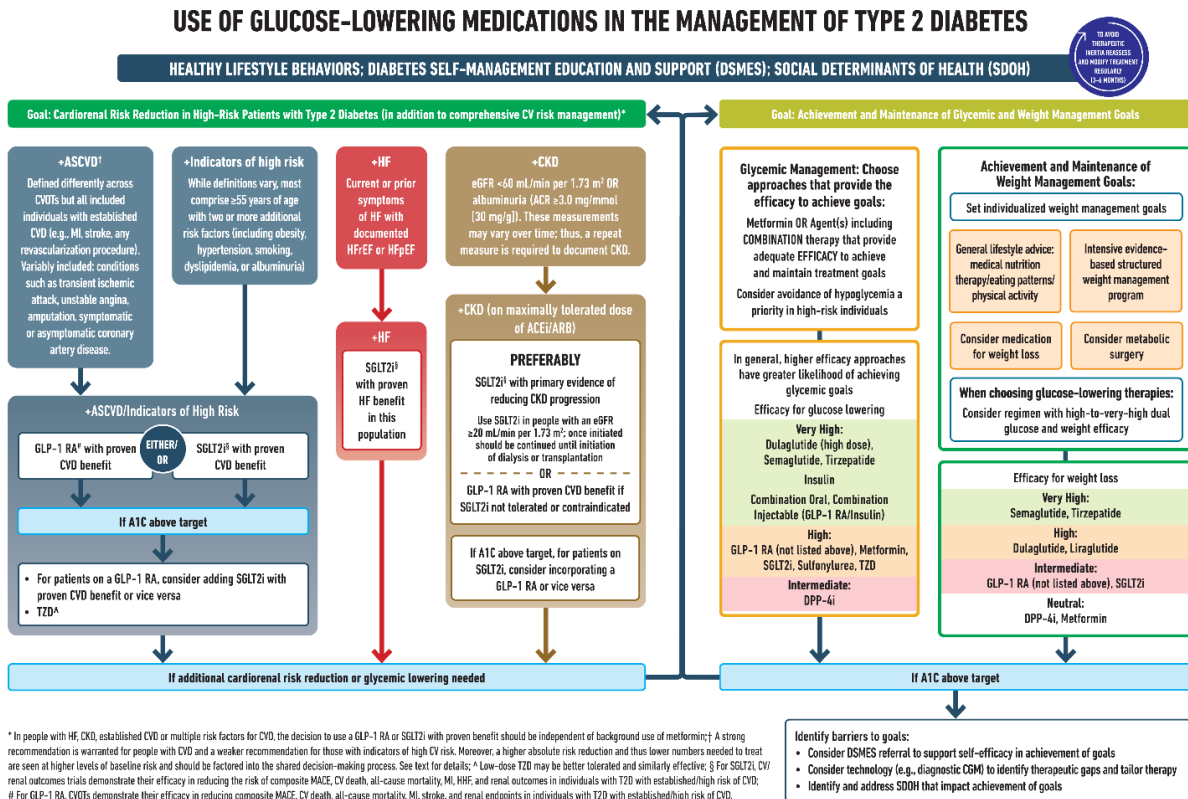 USE OF GLUCOSE-LOWERING MEDICATIONS IN THE MANAGEMENT OF TYPE 2 DIABETES
TO AVOID
THERAPEUTIC
INERTIA REASSESS
AND MODIFY TREATMENT
REGULARLY
(3–6 MONTHS)
HEALTHY LIFESTYLE BEHAVIORS; DIABETES SELF-MANAGEMENT EDUCATION AND SUPPORT (DSMES); SOCIAL DETERMINANTS OF HEALTH (SDOH)
Goal: Cardiorenal Risk Reduction in High-Risk Patients with Type 2 Diabetes (in addition to comprehensive CV risk management)*
+ASCVD†
Defined differently across
CVOTs but all included
individuals with established
CVD (e.g., MI, stroke, any
revascularization procedure).
Variably included: conditions
such as transient ischemic
attack, unstable angina,
amputation, symptomatic
or asymptomatic coronary
artery disease.
+Indicators of high risk
While definitions vary, most
comprise ≥55 years of age
with two or more additional
risk factors (including obesity,
hypertension, smoking,
dyslipidemia, or albuminuria)
+HF
Current or prior
symptoms
of HF with
documented
HFrEF or HFpEF
+CKD
eGFR <60 mL/min per 1.73 m² OR
albuminuria (ACR ≥3.0 mg/mmol
[30 mg/g]). These measurements
may vary over time; thus, a repeat
measure is required to document CKD.
+ASCVD/Indicators of High Risk
GLP-1 RA# with proven
CVD benefit
EITHER/
OR
SGLT2i§ with proven
CVD benefit
If A1C above target
• For patients on a GLP-1 RA, consider adding SGLT2i with
proven CVD benefit or vice versa
• TZD^
+HF
SGLT2i§
with proven
HF benefit
in this
population
+CKD (on maximally tolerated dose
of ACEi/ARB)
PREFERABLY
SGLT2i§ with primary evidence of
reducing CKD progression
Use SGLT2i in people with an eGFR
≥20 mL/min per 1.73 m²; once initiated
should be continued until initiation
of dialysis or transplantation
OR
GLP-1 RA with proven CVD benefit if
SGLT2i not tolerated or contraindicated
If A1C above target, for patients on
SGLT2i, consider incorporating a
GLP-1 RA or vice versa
If additional cardiorenal risk reduction or glycemic lowering needed
Goal: Achievement and Maintenance of Glycemic and Weight Management Goals
Glycemic Management: Choose
approaches that provide the
efficacy to achieve goals:
Metformin OR Agent(s) including
COMBINATION therapy that provide
adequate EFFICACY to achieve
and maintain treatment goals
Consider avoidance of hypoglycemia a
priority in high-risk individuals
In general, higher efficacy approaches
have greater likelihood of achieving
glycemic goals
Efficacy for glucose lowering
Very High:
Dulaglutide (high dose),
Semaglutide, Tirzepatide
Insulin
Combination Oral, Combination
Injectable (GLP-1 RA/Insulin)
High:
GLP-1 RA (not listed above), Metformin,
SGLT2i, Sulfonylurea, TZD
Intermediate:
DPP-4i
Achievement and Maintenance of
Weight Management Goals:
Set individualized weight management goals
General lifestyle advice:
medical nutrition
therapy/eating patterns/
physical activity
Intensive evidence-
based structured
weight management
program
Consider medication
for weight loss
Consider metabolic
surgery
When choosing glucose-lowering therapies:
Consider regimen with high-to-very-high dual
glucose and weight efficacy
Efficacy for weight loss
Very High:
Semaglutide, Tirzepatide
High:
Dulaglutide, Liraglutide
Intermediate:
GLP-1 RA (not listed above), SGLT2i
Neutral:
DPP-4i, Metformin
If A1C above target
Identify barriers to goals:
• Consider DSMES referral to support self-efficacy in achievement of goals
• Consider technology (e.g., diagnostic CGM) to identify therapeutic gaps and tailor therapy
• Identify and address SDOH that impact achievement of goals
* In people with HF, CKD, established CVD or multiple risk factors for CVD, the decision to use a GLP-1 RA or SGLT2i with proven benefit should be independent of background use of metformin;† A strong
recommendation is warranted for people with CVD and a weaker recommendation for those with indicators of high CV risk. Moreover, a higher absolute risk reduction and thus lower numbers needed to treat
are seen at higher levels of baseline risk and should be factored into the shared decision-making process. See text for details; ^ Low-dose TZD may be better tolerated and similarly effective; § For SGLT2i, CV/
renal outcomes trials demonstrate their efficacy in reducing the risk of composite MACE, CV death, all-cause mortality, MI, HHF, and renal outcomes in individuals with T2D with established/high risk of CVD;
# For GLP-1 RA, CVOTs demonstrate their efficacy in reducing composite MACE, CV death, all-cause mortality, MI, stroke, and renal endpoints in individuals with T2D with established/high risk of CVD.